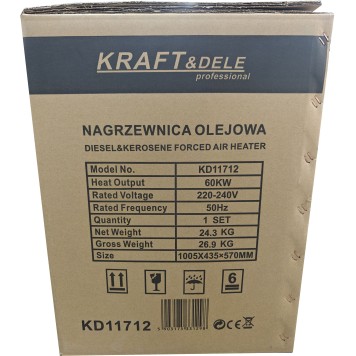 KRAFT&DELE
professional
NAGRZEWNICA OLEJOWA
DIESEL&KEROSENE FORCED AIR HEATER
Model No. KD11712
Heat Output 60KW
Rated Voltage 220-240V
Rated Frequency 50Hz
Quantity 1 SET
Net Weight 24.3 KG
Gross Weight 26.9 KG
Size 1005X435×570MM
6
KD11712
CE